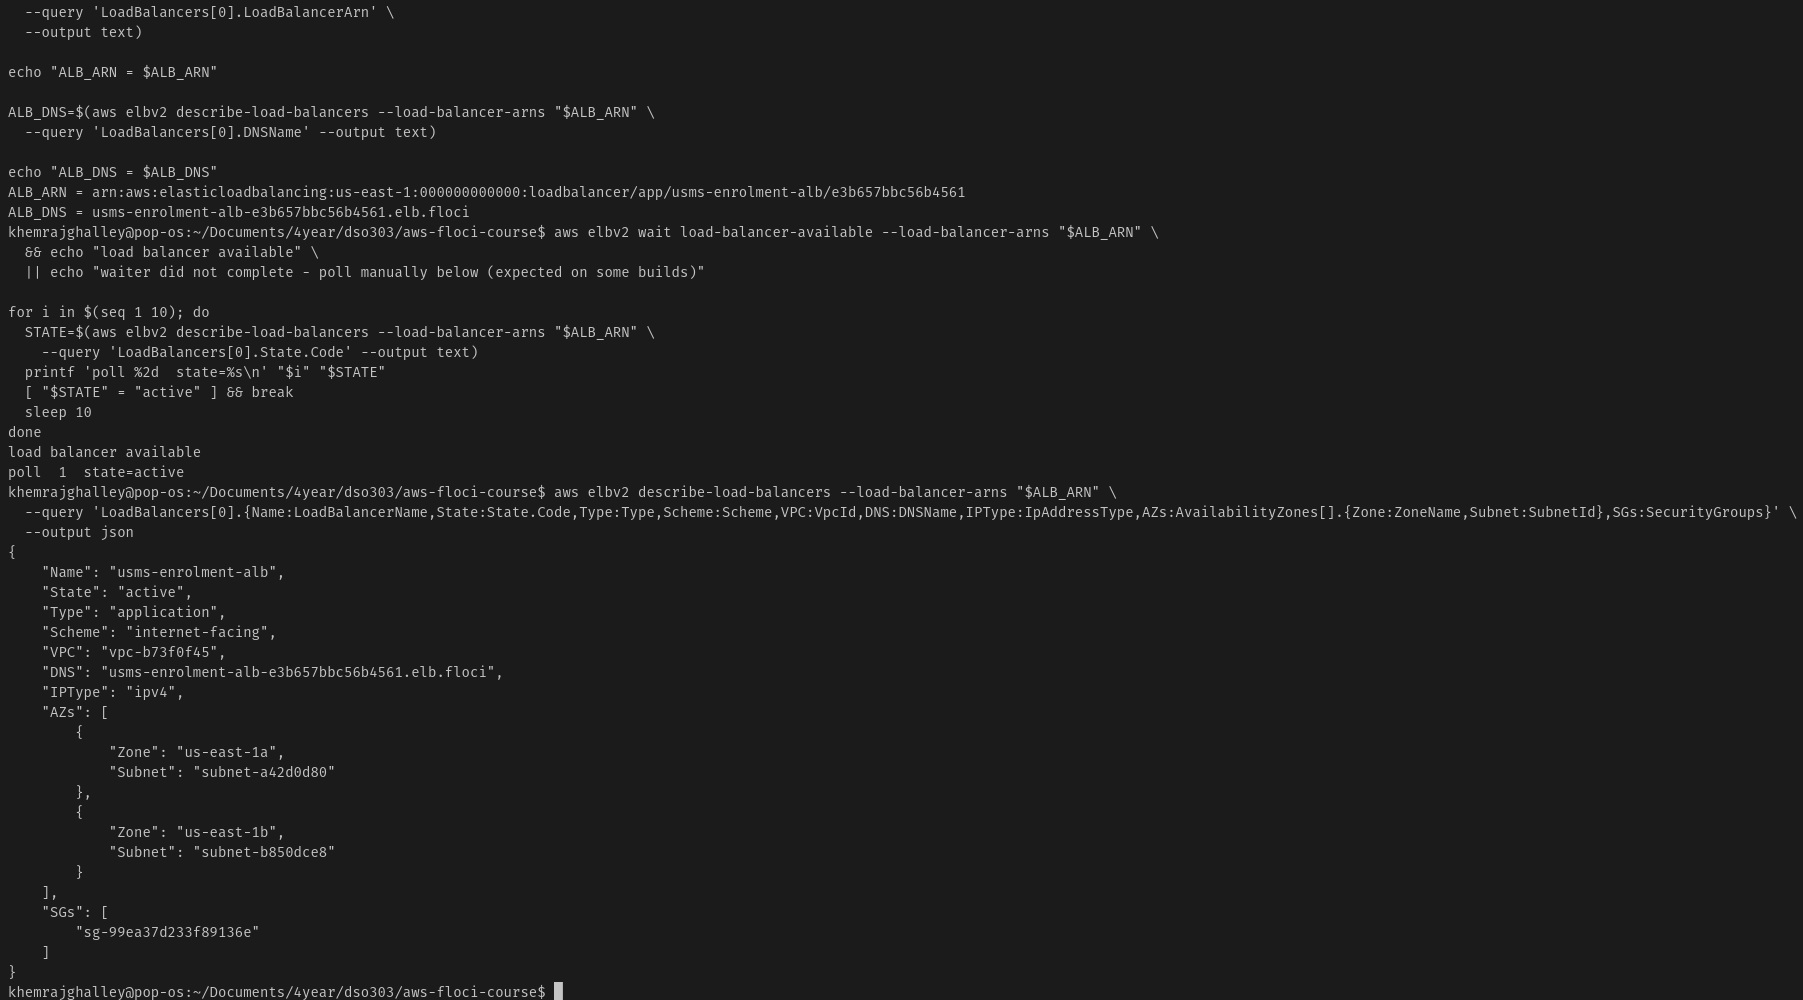 --query 'LoadBalancers[0].LoadBalancerArn' \
--output text)
echo "ALB_ARN = $ALB_ARN"
ALB_DNS=$(aws elbv2 describe-load-balancers --load-balancer-arns "$ALB_ARN" \
--query 'LoadBalancers[0].DNSName' --output text)
echo "ALB_DNS = $ALB_DNS"
ALB_ARN = arn:aws:elasticloadbalancing:us-east-1:000000000000:loadbalancer/app/usms-enrolment-alb/e3b657bbc56b4561
ALB_DNS = usms-enrolment-alb-e3b657bbc56b4561.elb.floci
khemrajghalley@pop-os:~/Documents/4year/dso303/aws-floci-course$ aws elbv2 wait load-balancer-available --load-balancer-arns "$ALB_ARN" \
&& echo "load balancer available" \
|| echo "waiter did not complete - poll manually below (expected on some builds)"
for i in $(seq 1 10); do
STATE=$(aws elbv2 describe-load-balancers --load-balancer-arns "$ALB_ARN" \
--query 'LoadBalancers[0].State.Code' --output text)
printf 'poll %2d  state=%s\n' "$i" "$STATE"
[ "$STATE" = "active" ] && break
sleep 10
done
load balancer available
poll  1  state=active
khemrajghalley@pop-os:~/Documents/4year/dso303/aws-floci-course$ aws elbv2 describe-load-balancers --load-balancer-arns "$ALB_ARN" \
--query 'LoadBalancers[0].{Name:LoadBalancerName,State:State.Code,Type:Type,Scheme:Scheme,VPC:VpcId,DNS:DNSName,IPType:IpAddressType,AZs:AvailabilityZones[].{Zone:ZoneName,Subnet:SubnetId},SGs:SecurityGroups}' \
--output json
{
"Name": "usms-enrolment-alb",
"State": "active",
"Type": "application",
"Scheme": "internet-facing",
"VPC": "vpc-b73f0f45",
"DNS": "usms-enrolment-alb-e3b657bbc56b4561.elb.floci",
"IPType": "ipv4",
"AZs": [
{
"Zone": "us-east-1a",
"Subnet": "subnet-a42d0d80"
},
{
"Zone": "us-east-1b",
"Subnet": "subnet-b850dce8"
}
],
"SGs": [
"sg-99ea37d233f89136e"
]
}
khemrajghalley@pop-os:~/Documents/4year/dso303/aws-floci-course$